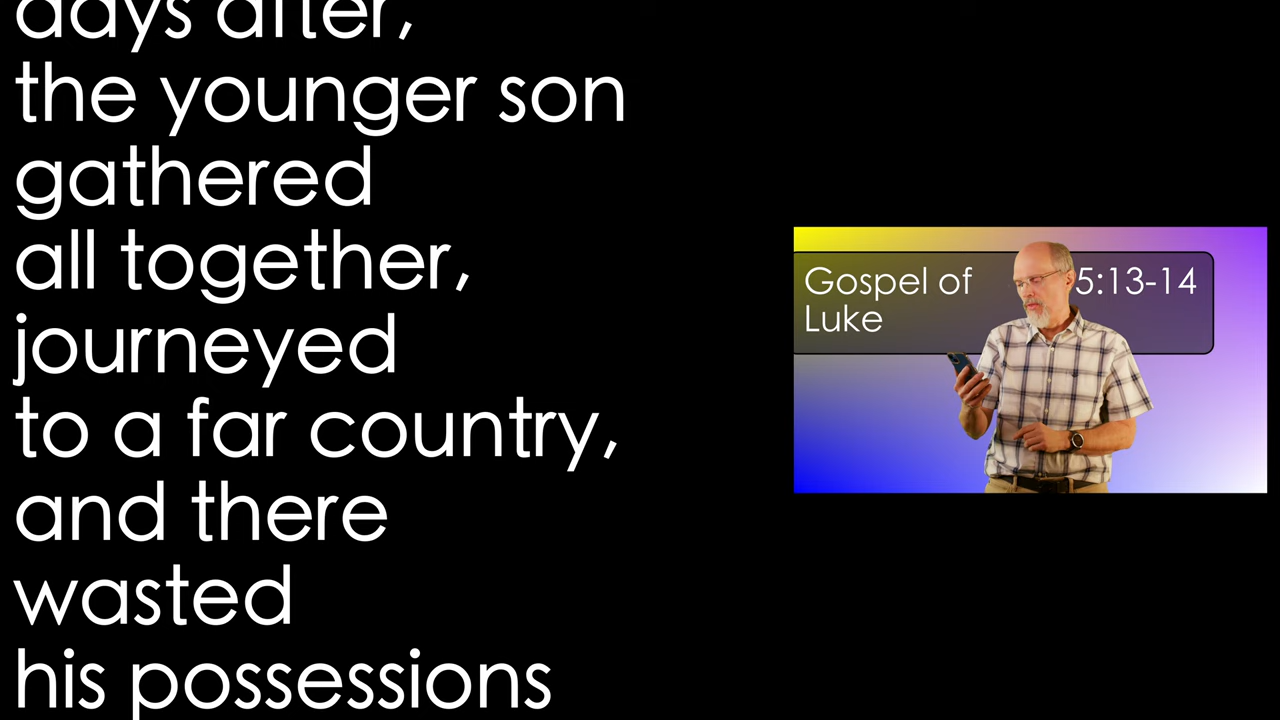 days after,
the younger son
gathered
all together,
journeyed
to a far country,
and there
wasted
his possessions
Gospel of 5:13-14
Luke